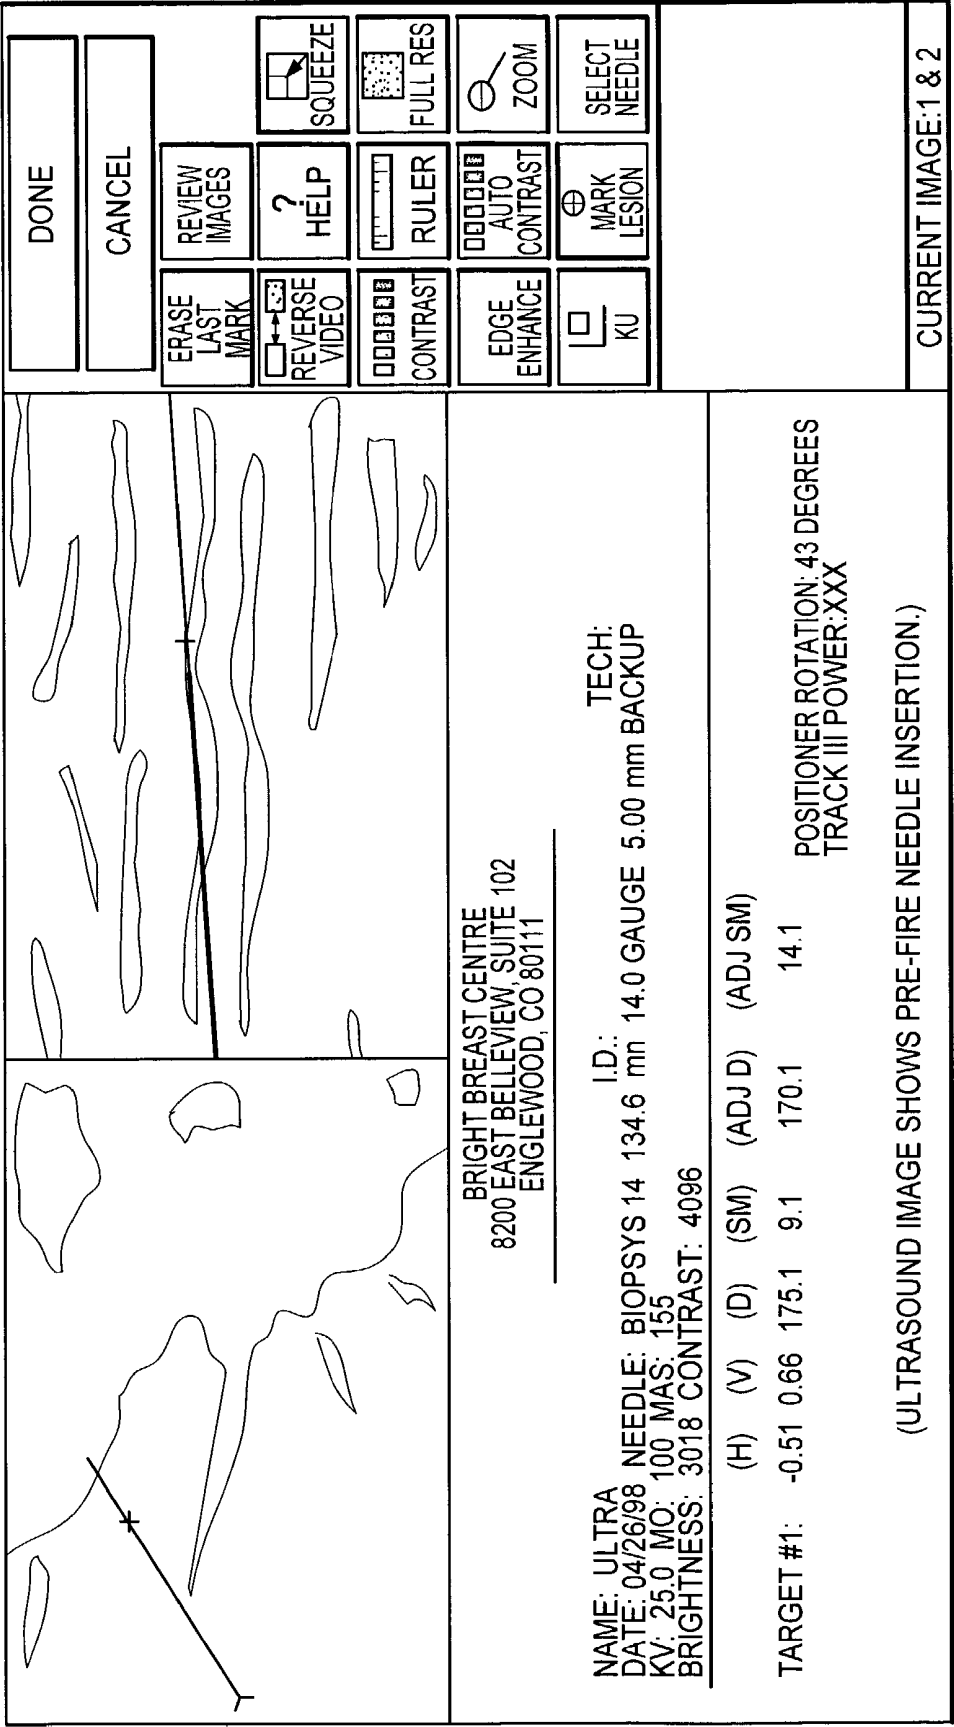 DONE
CANCEL
ERASE
LAST
MARK
REVIEW
IMAGES
REVERSE
VIDEO
?
HELP
SQUEEZE
CONTRAST
RULER
FULL RES
EDGE
ENHANCE
AUTO
CONTRAST
ZOOM
KU
MARK
LESION
SELECT
NEEDLE
CURRENT IMAGE:1 & 2
BRIGHT BREAST CENTRE
8200 EAST BELLEVIEW, SUITE 102
ENGLEWOOD, CO 80111
NAME: ULTRA I.D.: TECH:
DATE: 04/26/98 NEEDLE: BIOPSYS 14 134.6 mn 14.0 GAUGE 5.00 mm BACKUP
KV: 25.0 MO: 100 MAS: 155
BRIGHTNESS: 3018 CONTRAST: 4096
(H) (V) (D) (SM) (ADJ D) (ADJ SM)
TARGET #1: -0.51 0.66 175.1 9.1 170.1 14.1
POSITIONER ROTATION: 43 DEGREES
TRACK III POWER:XXX
(ULTRASOUND IMAGE SHOWS PRE-FIRE NEEDLE INSERTION.)